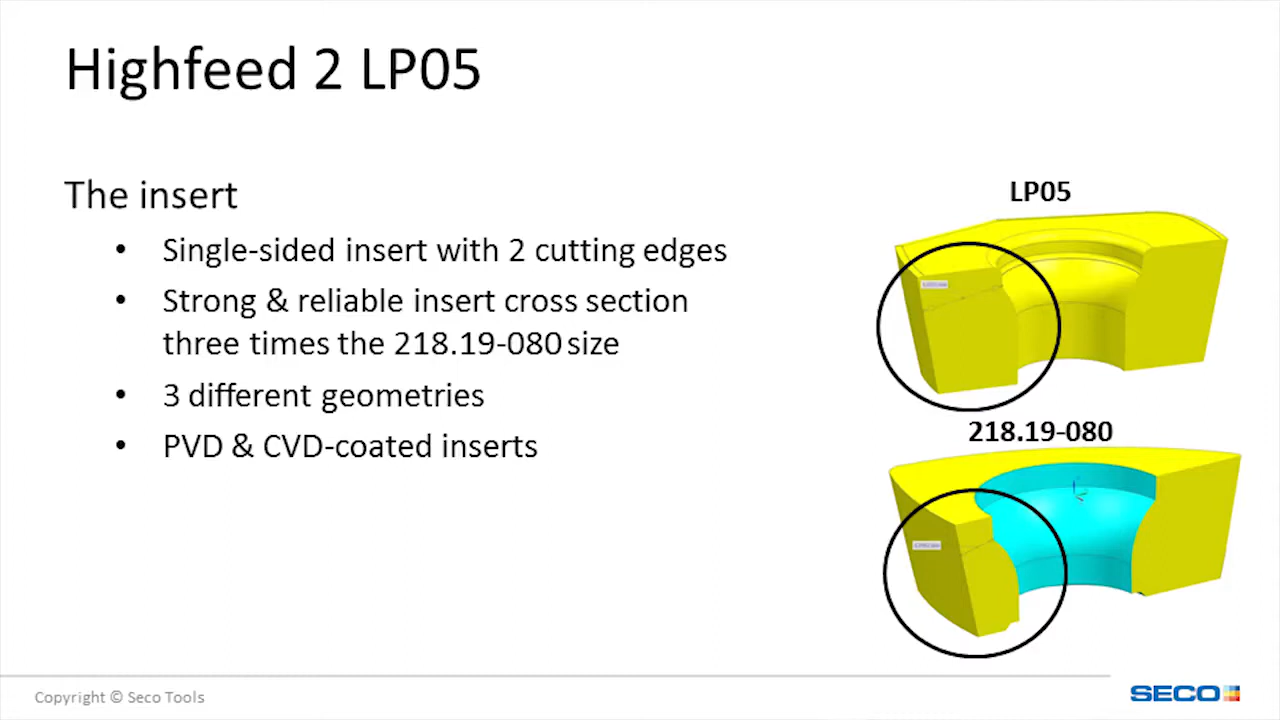 Highfeed 2 LP05
The insert
• Single-sided insert with 2 cutting edges
• Strong & reliable insert cross section
three times the 218.19-080 size
• 3 different geometries
• PVD & CVD-coated inserts
LP05
218.19-080
Copyright © Seco Tools
SECO